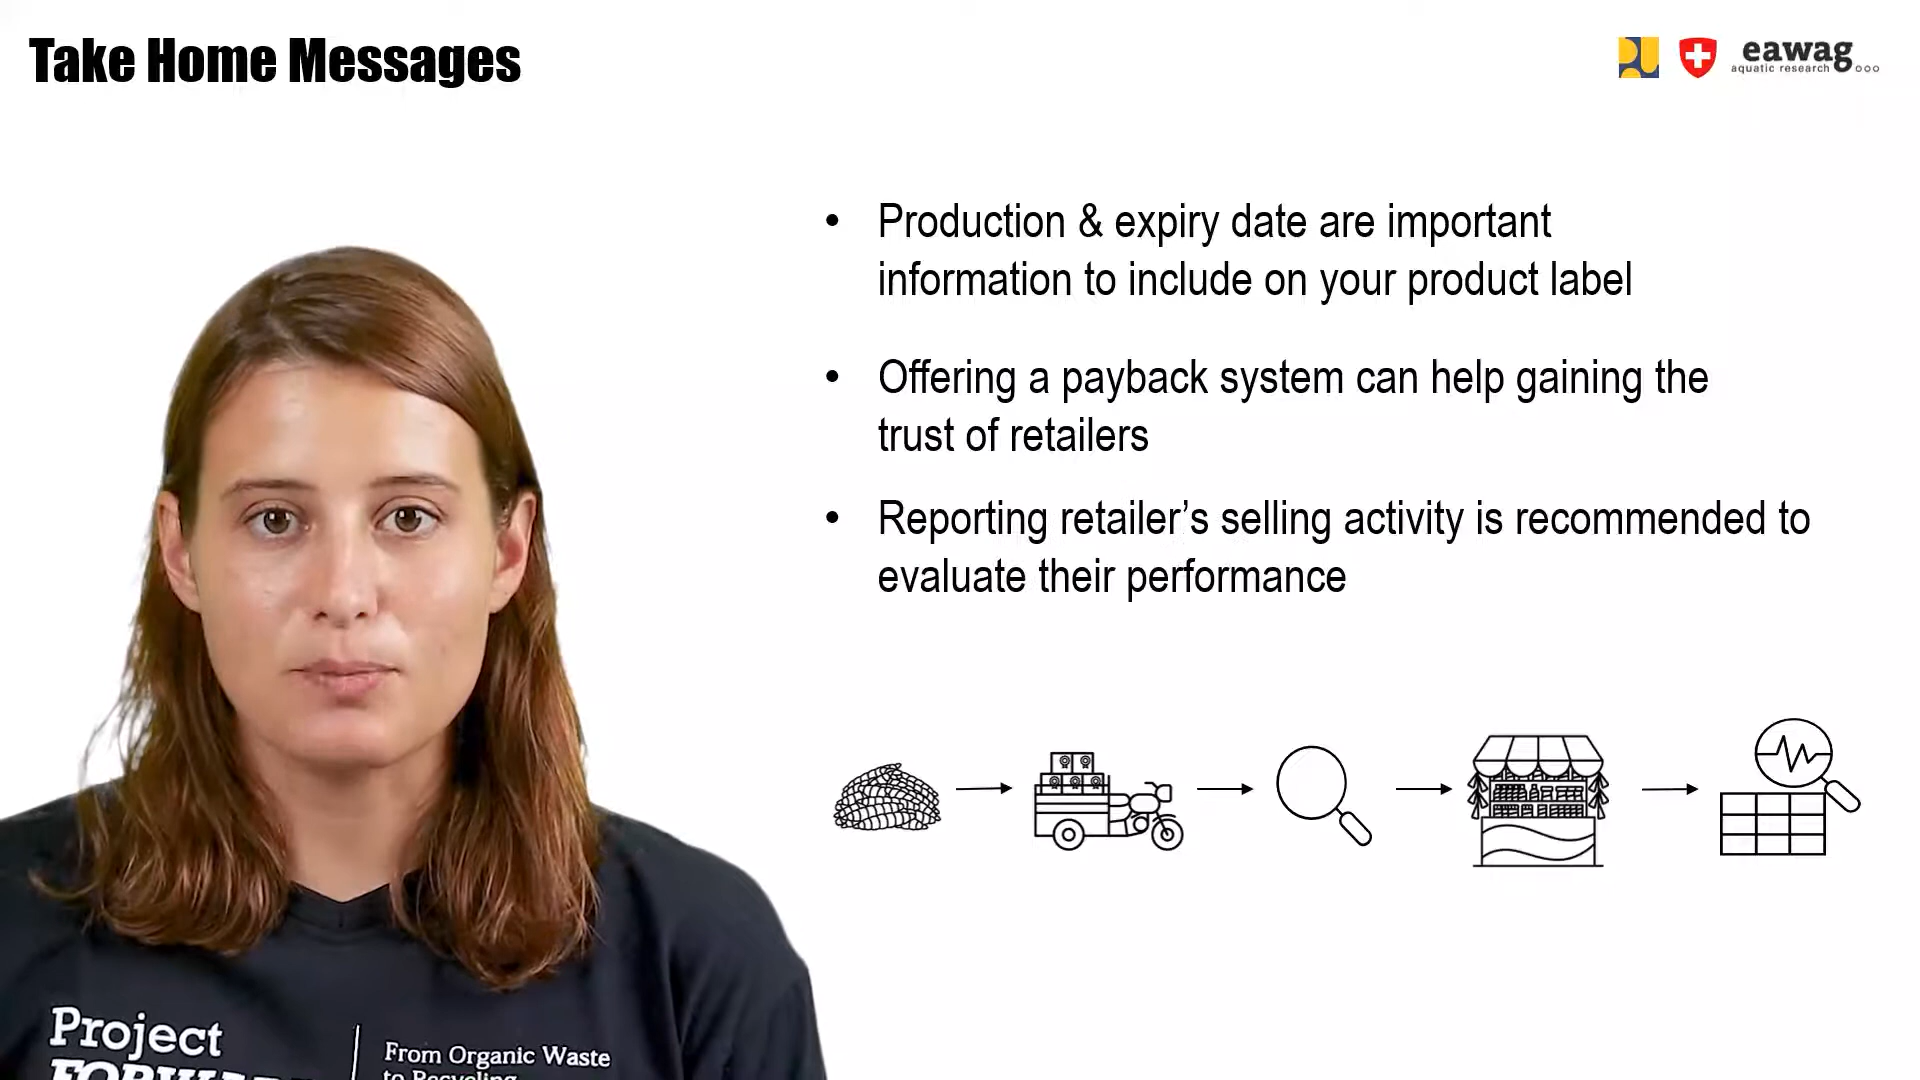 Take Home Messages
eawag
aquatic research
• Production & expiry date are important
information to include on your product label
• Offering a payback system can help gaining the
trust of retailers
• Reporting retailer’s selling activity is recommended to
evaluate their performance
Project
From Organic Waste
to Recycling